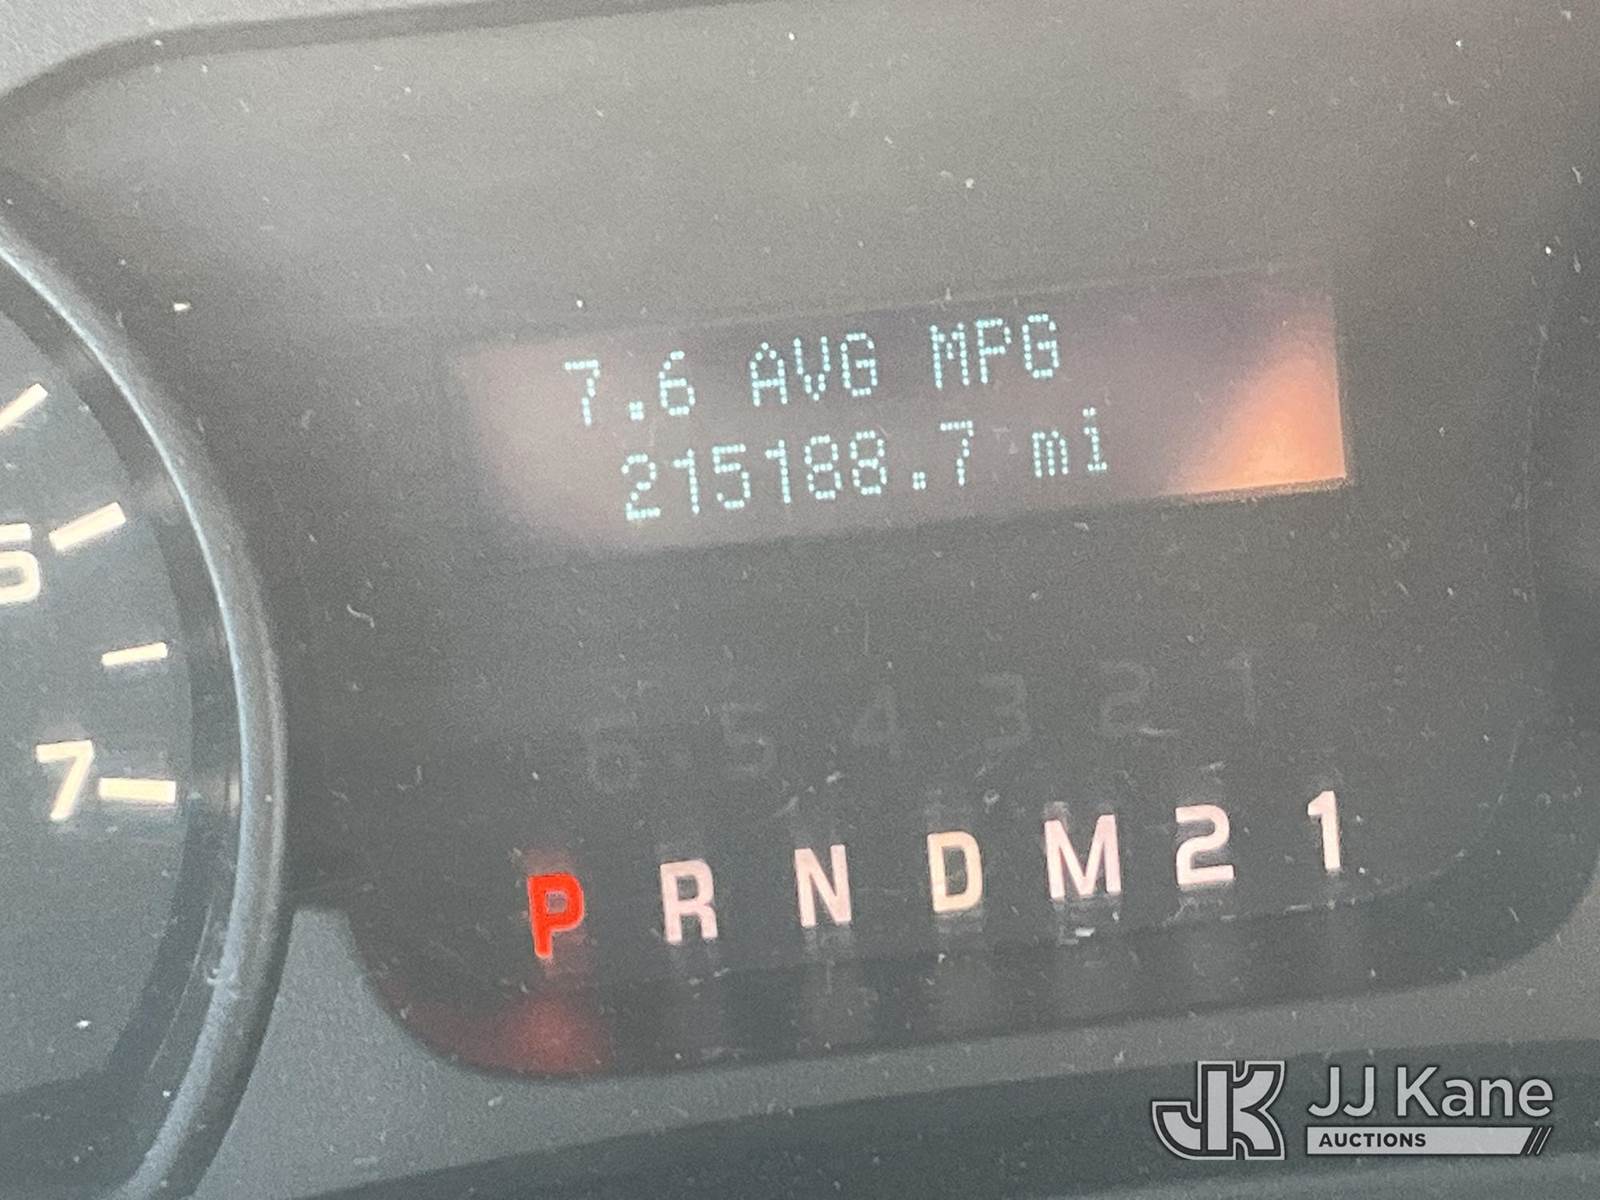 7.6 AVG MPG
215188.7 mi
5
7
6 5 4 3 2 1
P R N D M 2 1
JK JJ Kane
AUCTIONS